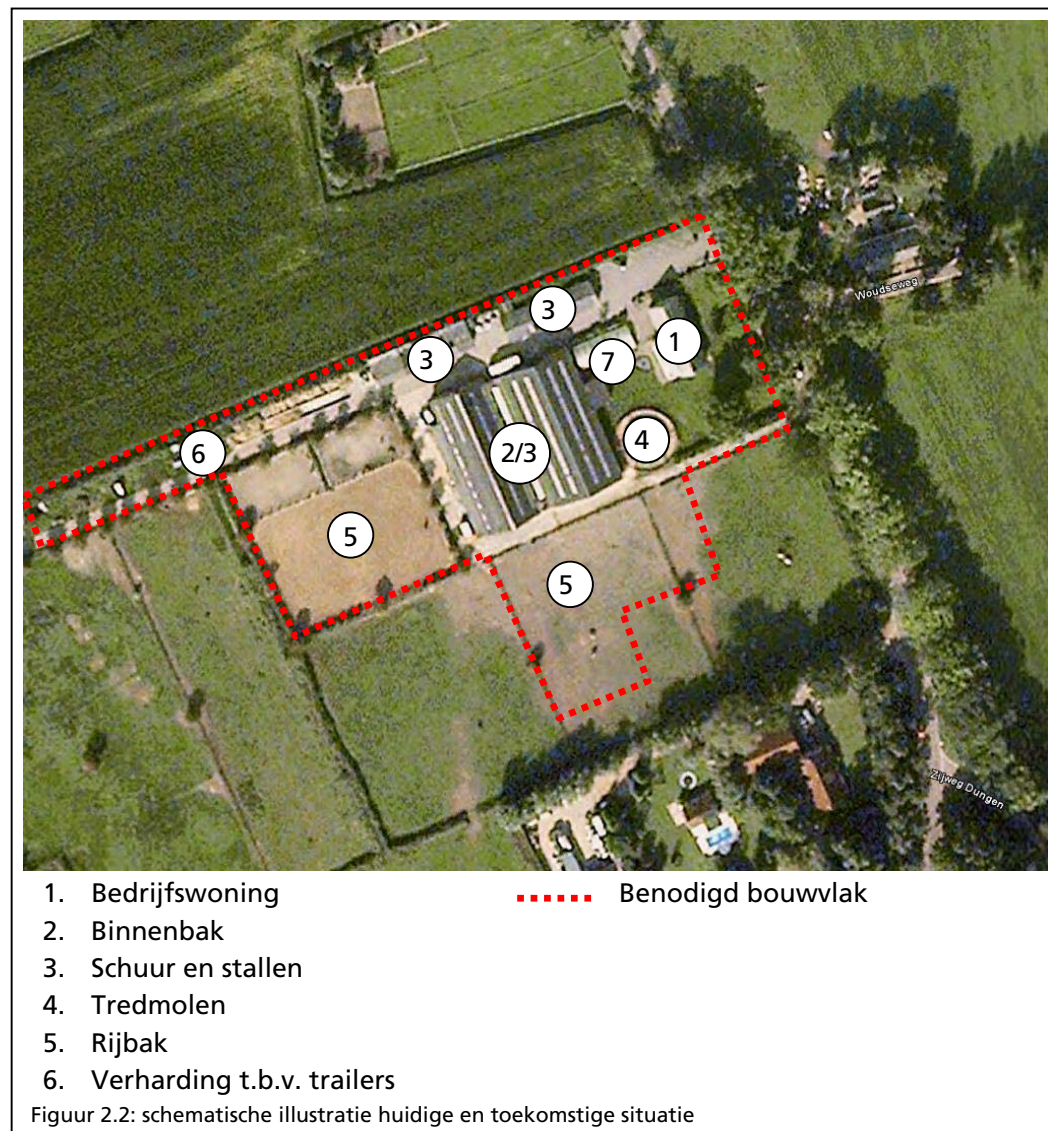 Woudseweg
3
3
1
7
4
2/3
6
5
5
Zijweg Dungen
1. Bedrijfswoning
Benodigd bouwvlak
2. Binnenbak
3. Schuur en stallen
4. Tredmolen
5. Rijbak
6. Verharding t.b.v. trailers
Figuur 2.2: schematische illustratie huidige en toekomstige situatie